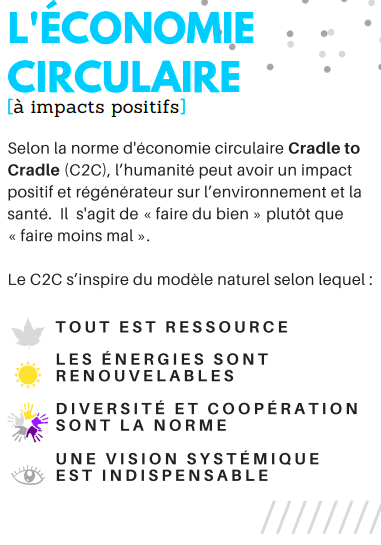 L'ÉCONOMIE
CIRCULAIRE
[à impacts positifs]
Selon la norme d'économie circulaire Cradle to
Cradle (C2C), l’humanité peut avoir un impact
positif et régénérateur sur l’environnement et la
santé. Il s'agit de « faire du bien » plutôt que
« faire moins mal ».
Le C2C s’inspire du modèle naturel selon lequel :
TOUT EST RESSOURCE
LES ÉNERGIES SONT
RENOUVELABLES
DIVERSITÉ ET COOPÉRATION
SONT LA NORME
UNE VISION SYSTÉMIQUE
EST INDISPENSABLE